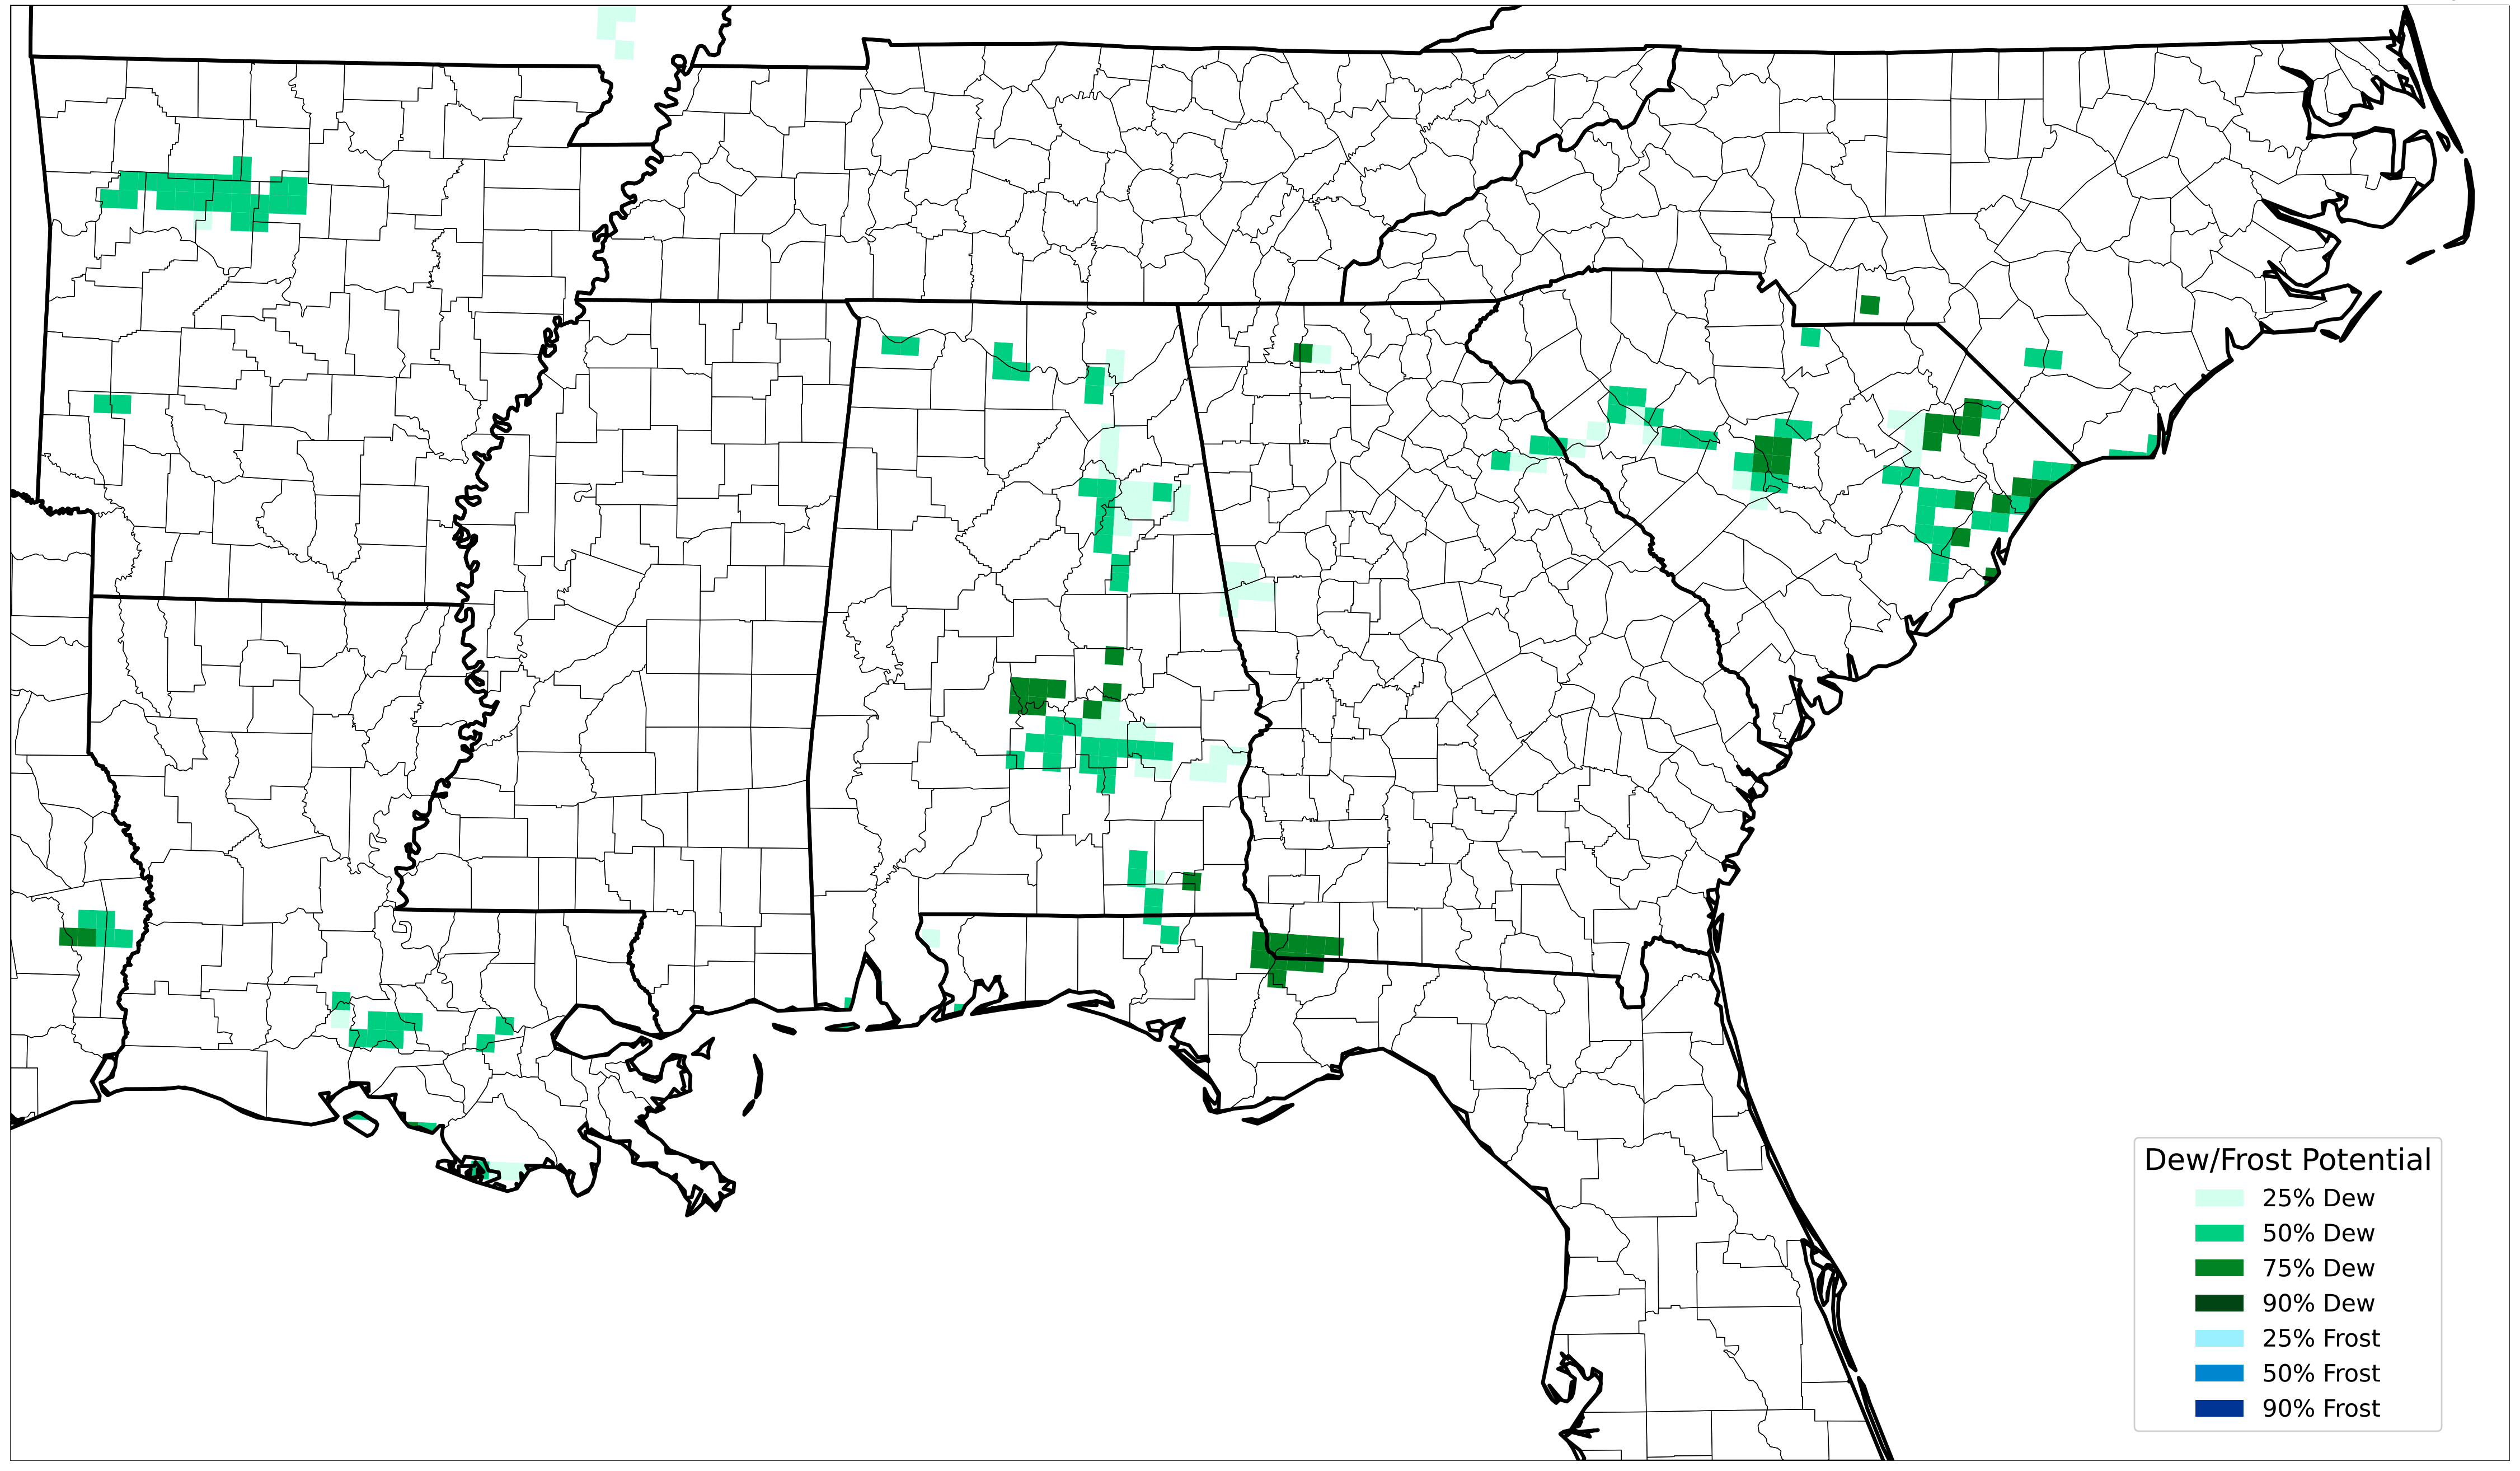 Dew/Frost Potential
25% Dew
50% Dew
75% Dew
90% Dew
25% Frost
50% Frost
90% Frost